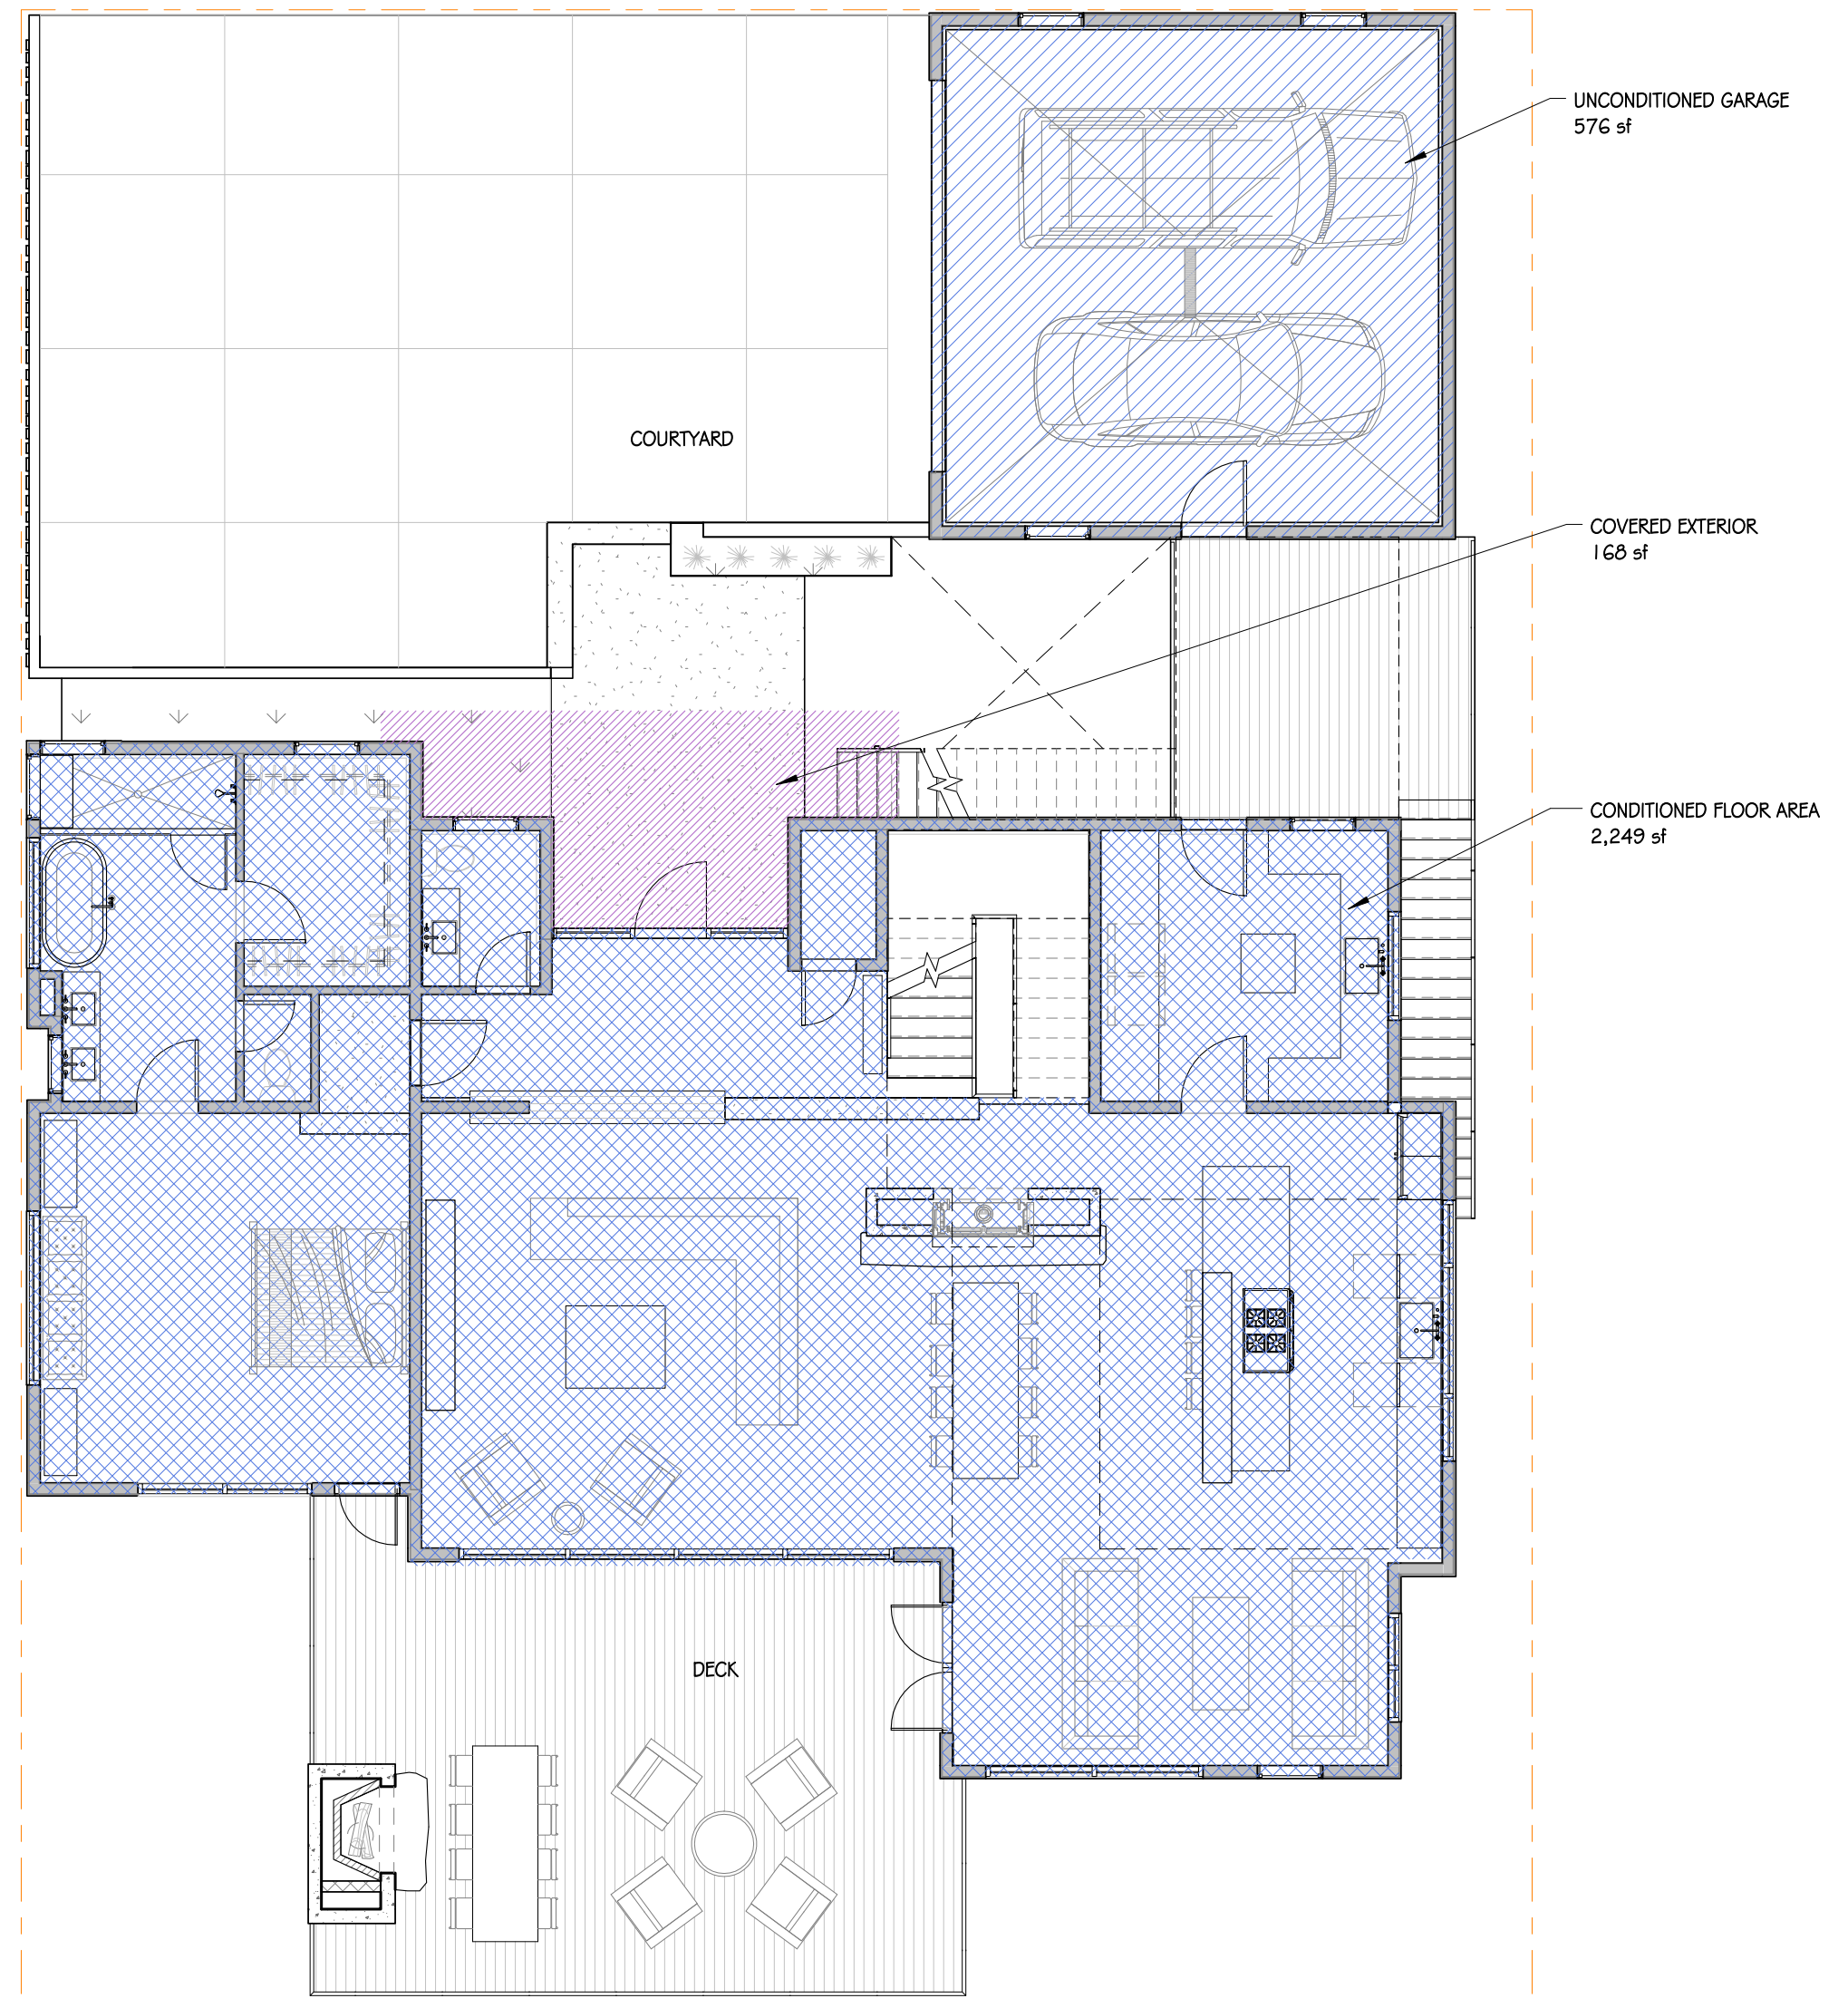 UNCONDITIONED GARAGE
576 sf
COURTYARD
COVERED EXTERIOR
168 sf
CONDITIONED FLOOR AREA
2,249 sf
DECK